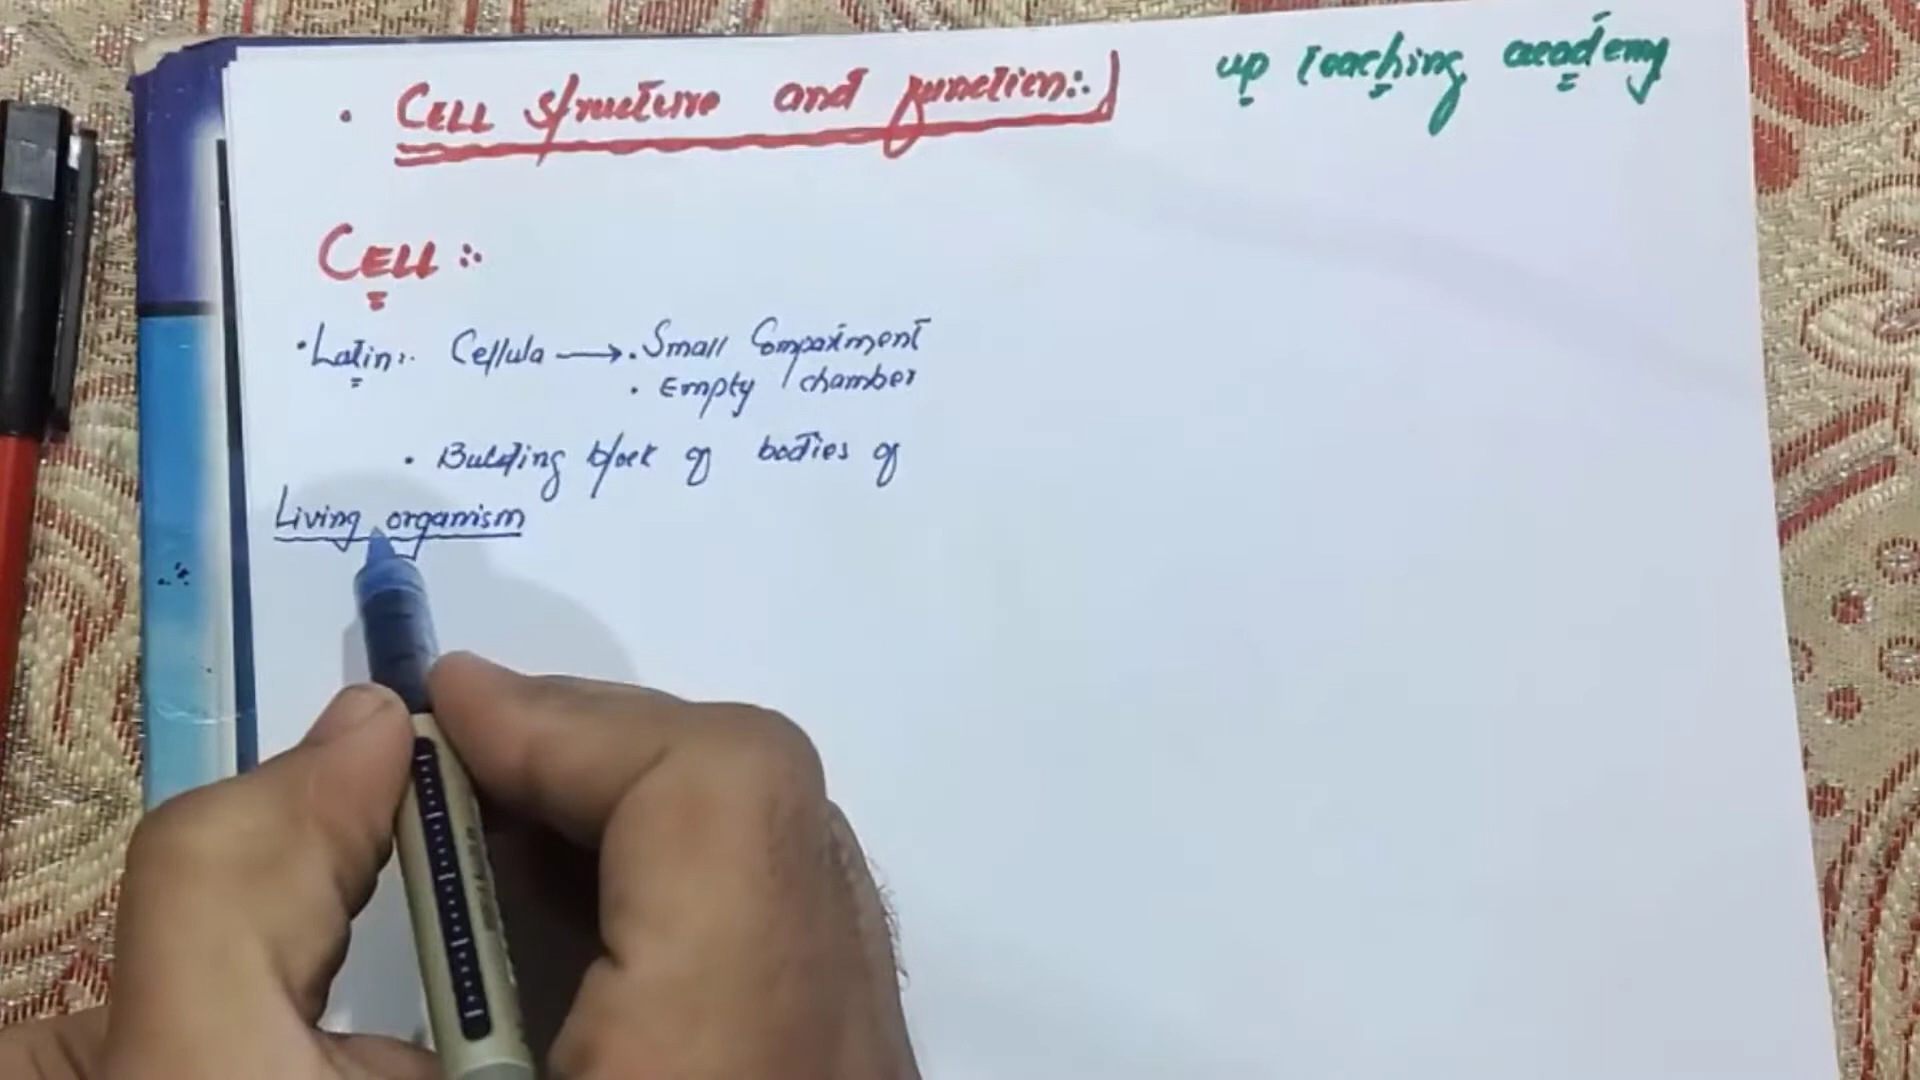 • CELL structure and function:.
up teaching academy
CELL :.
• Latin:. Cellula → . Small Compartment
• Empty chamber
• Building block of bodies of
Living organism